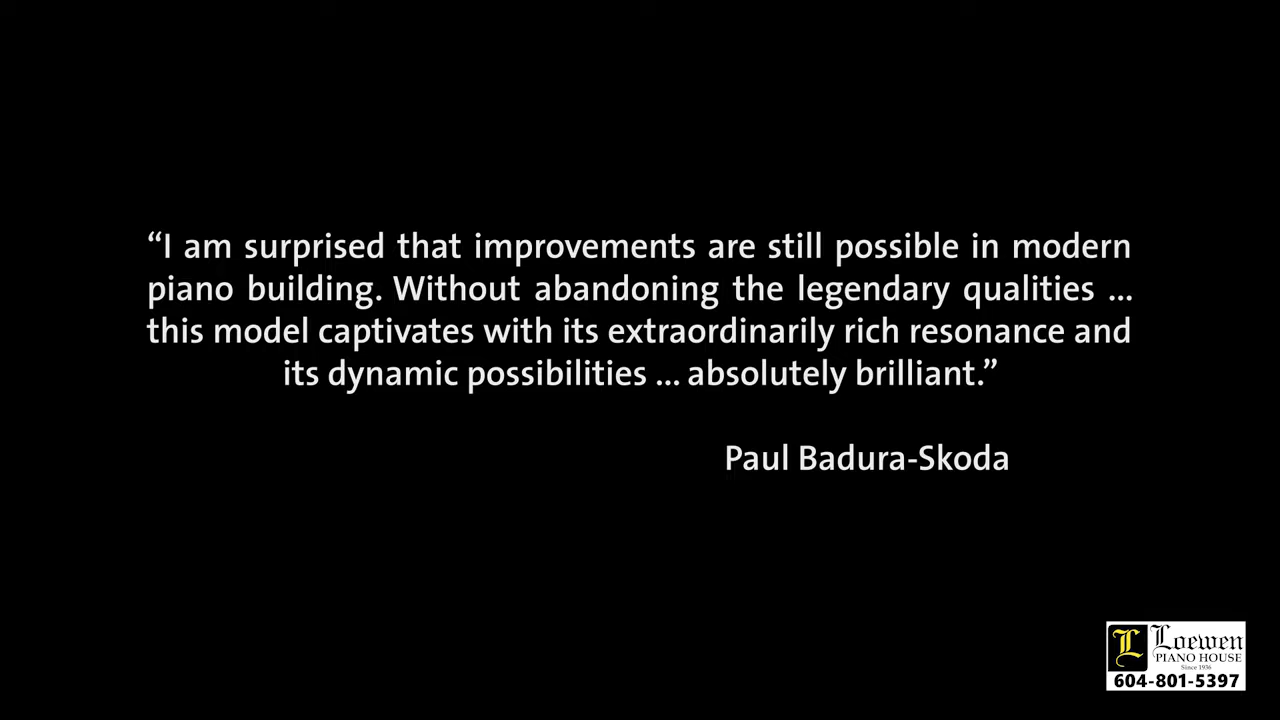 “I am surprised that improvements are still possible in modern
piano building. Without abandoning the legendary qualities ...
this model captivates with its extraordinarily rich resonance and
its dynamic possibilities ... absolutely brilliant.”
Paul Badura-Skoda
L Loewen
PIANO HOUSE
Since 1936
604-801-5397